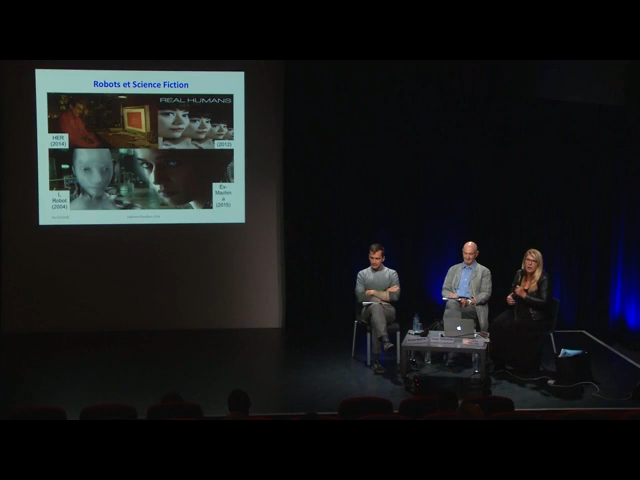 Robots et Science Fiction
REAL HUMANS
HER
(2014)
(2012)
I,
Robot
(2004)
Ex-
Machin
a
(2015)